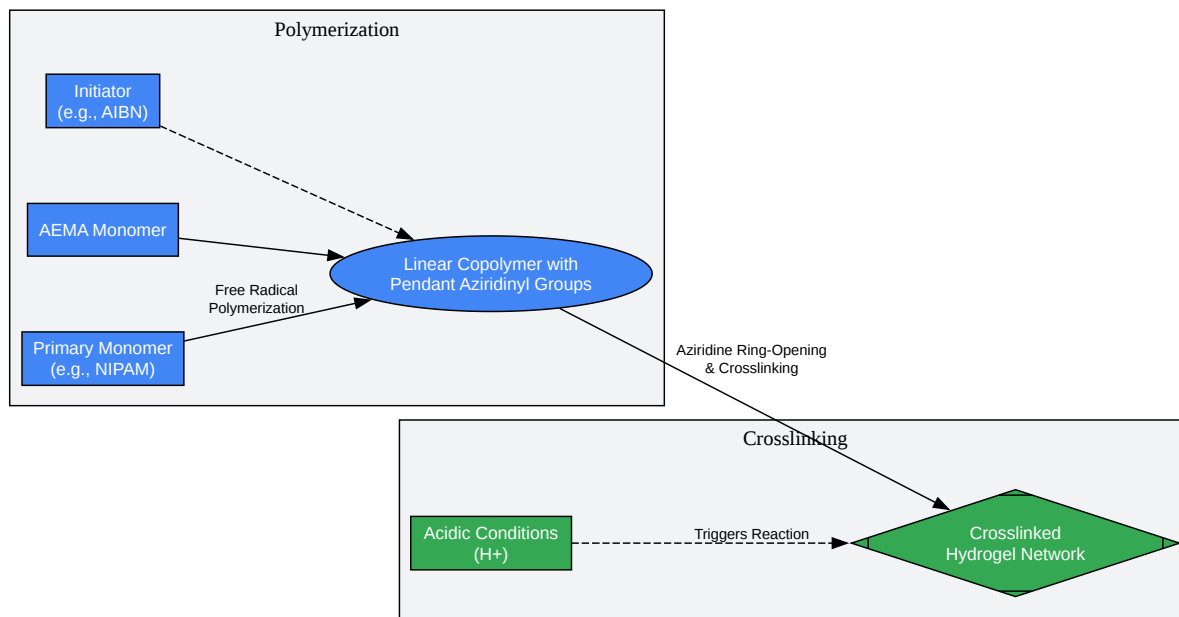 Polymerization
Initiator
(e.g., AIBN)
AEMA Monomer
Linear Copolymer with
Pendant Aziridinyl Groups
Free Radical
Polymerization
Primary Monomer
(e.g., NIPAM)
Aziridine Ring-Opening
& Crosslinking
Crosslinking
Acidic Conditions
(H+)
Triggers Reaction
Crosslinked
Hydrogel Network